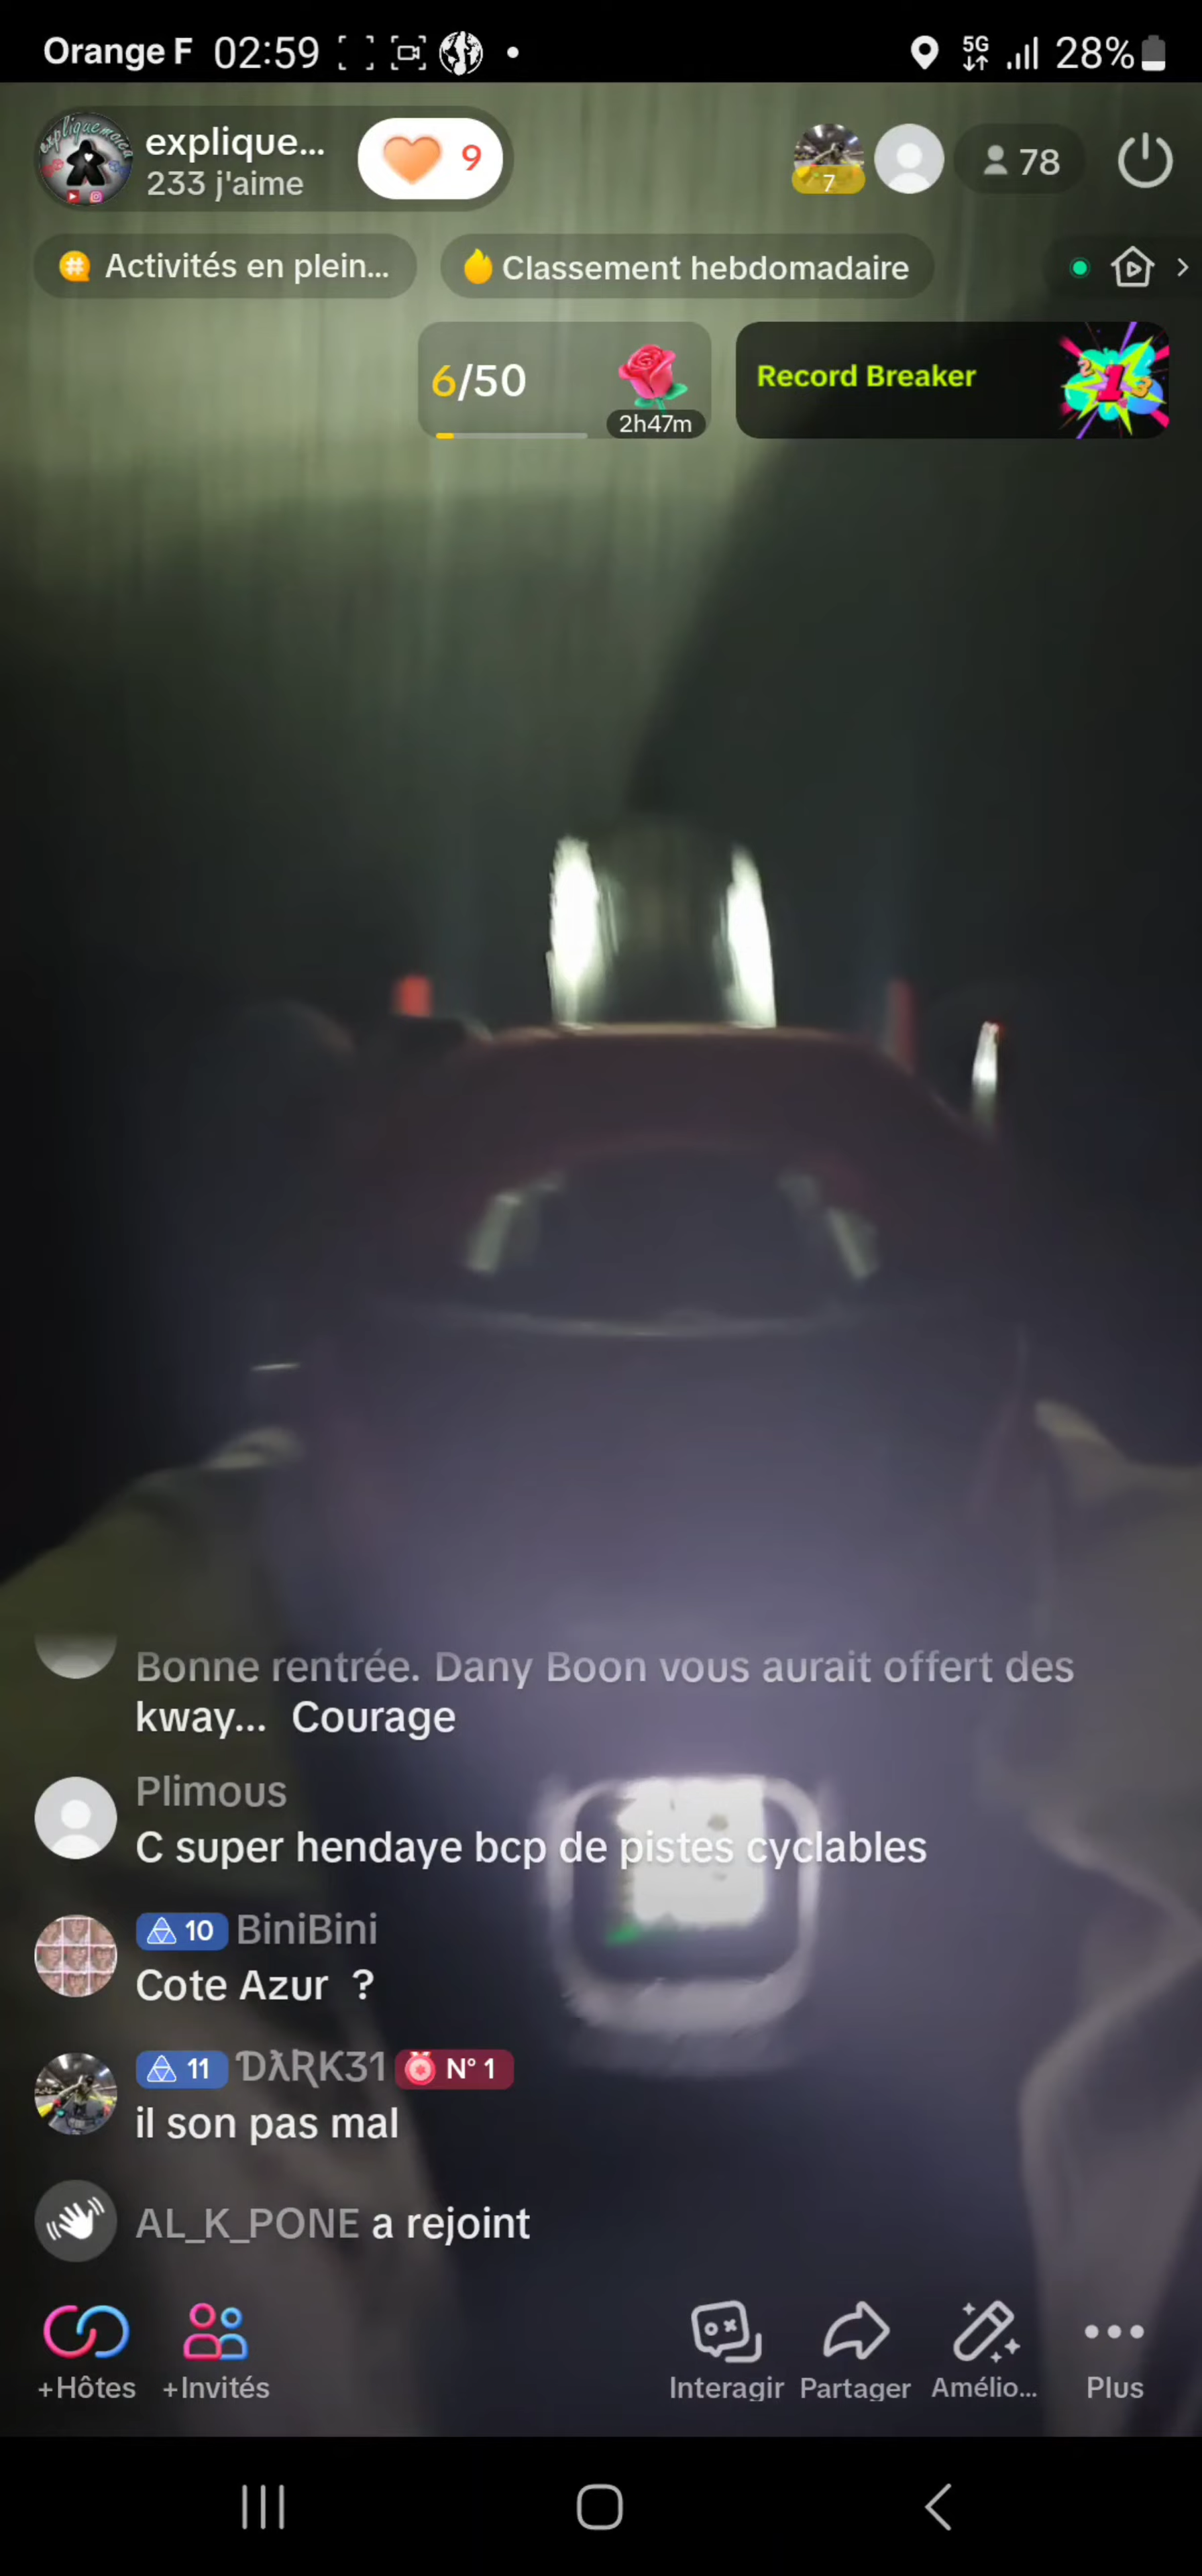 Orange F 02:59
5G 28%
explique... 9
233 j'aime
7
78
Activités en plein...
Classement hebdomadaire
6/50
2h47m
Record Breaker
Bonne rentrée. Dany Boon vous aurait offert des
kway... Courage
Plimous
C super hendaye bcp de pistes cyclables
10 BiniBini
Cote Azur ?
11 DARK31 N° 1
il son pas mal
AL_K_PONE a rejoint
+Hôtes
+Invités
Interagir
Partager
Amélio...
Plus